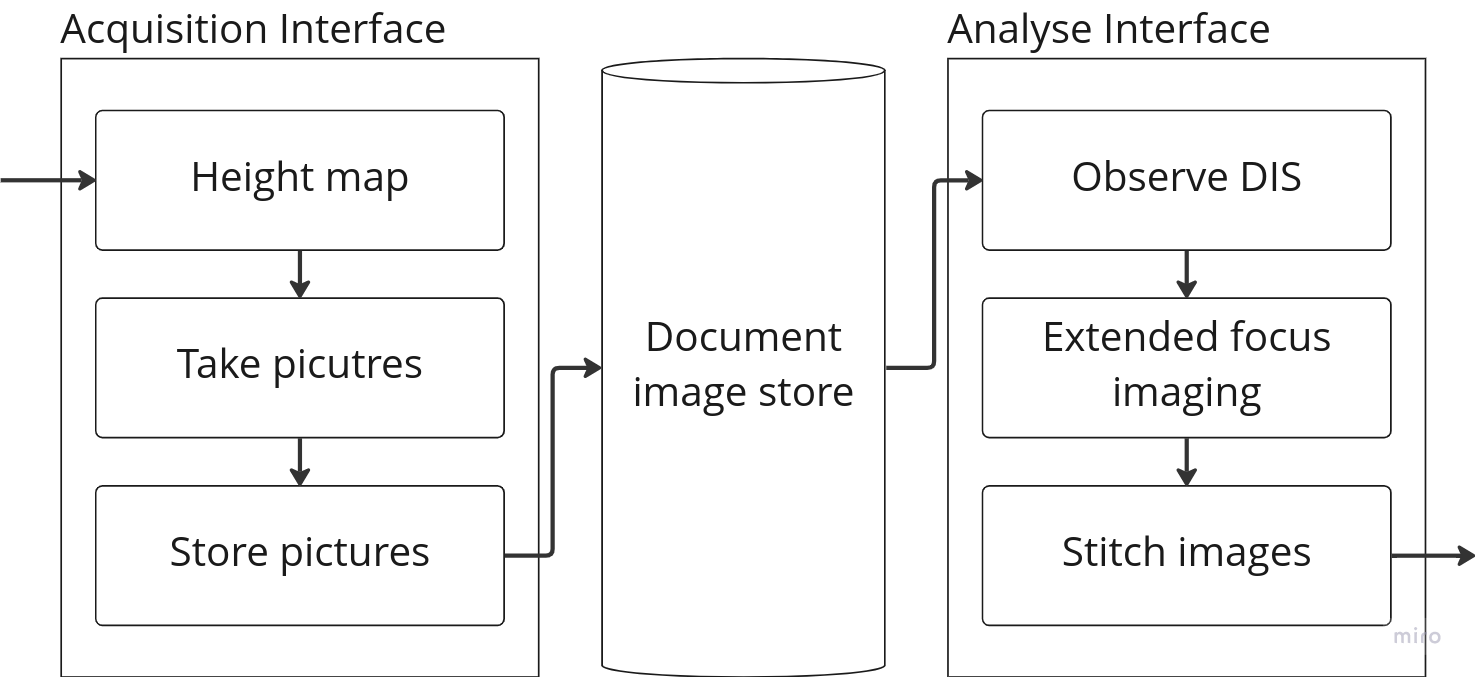 Acquisition Interface
Height map
Take picutres
Store pictures
Document
image store
Analyse Interface
Observe DIS
Extended focus
imaging
Stitch images
miro